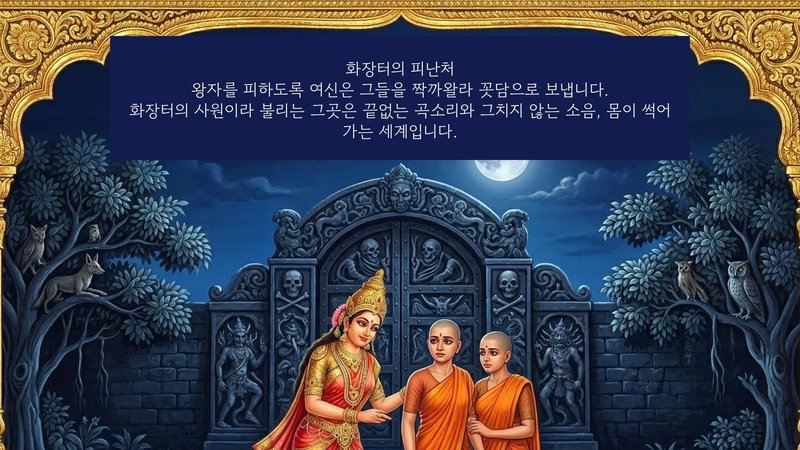 화장터의 피난처
왕자를 피하도록 여신은 그들을 짝까왈라 꽃담으로 보냅니다.
화장터의 사원이라 불리는 그곳은 끝없는 곡소리와 그치지 않는 소음, 몸이 썩어
가는 세계입니다.